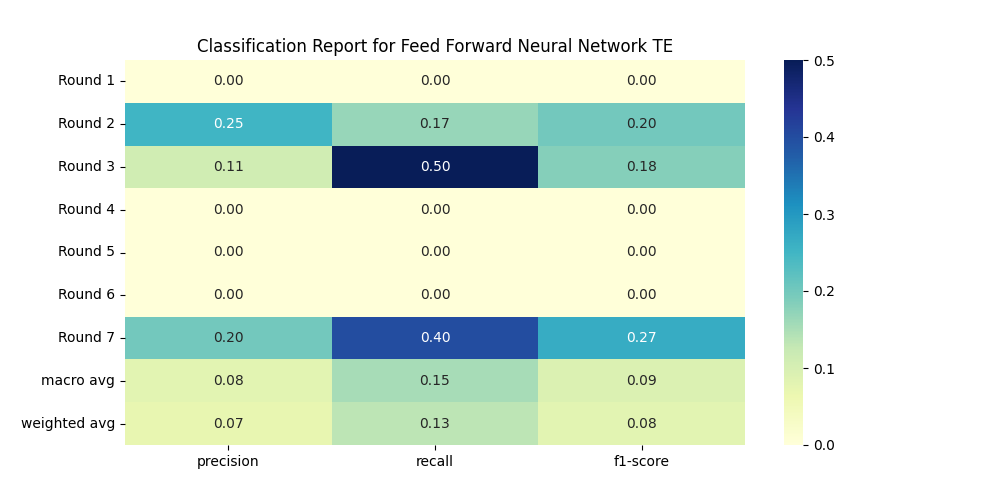 Classification Report for Feed Forward Neural Network TE
Round 1 0.00 0.00 0.00
Round 2 0.25 0.17 0.20
Round 3 0.11 0.50 0.18
Round 4 0.00 0.00 0.00
Round 5 0.00 0.00 0.00
Round 6 0.00 0.00 0.00
Round 7 0.20 0.40 0.27
macro avg 0.08 0.15 0.09
weighted avg 0.07 0.13 0.08
precision recall f1-score
0.5
0.4
0.3
0.2
0.1
0.0